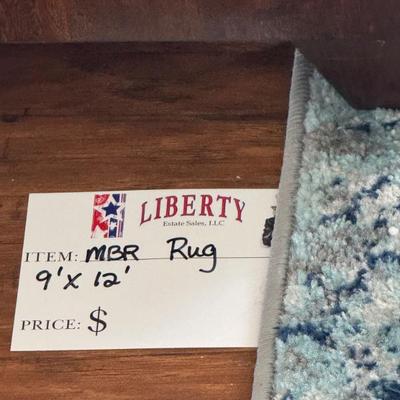 LIBERTY
Estate Sales, LLC
ITEM: MBR Rug
9' x 12'
PRICE: $